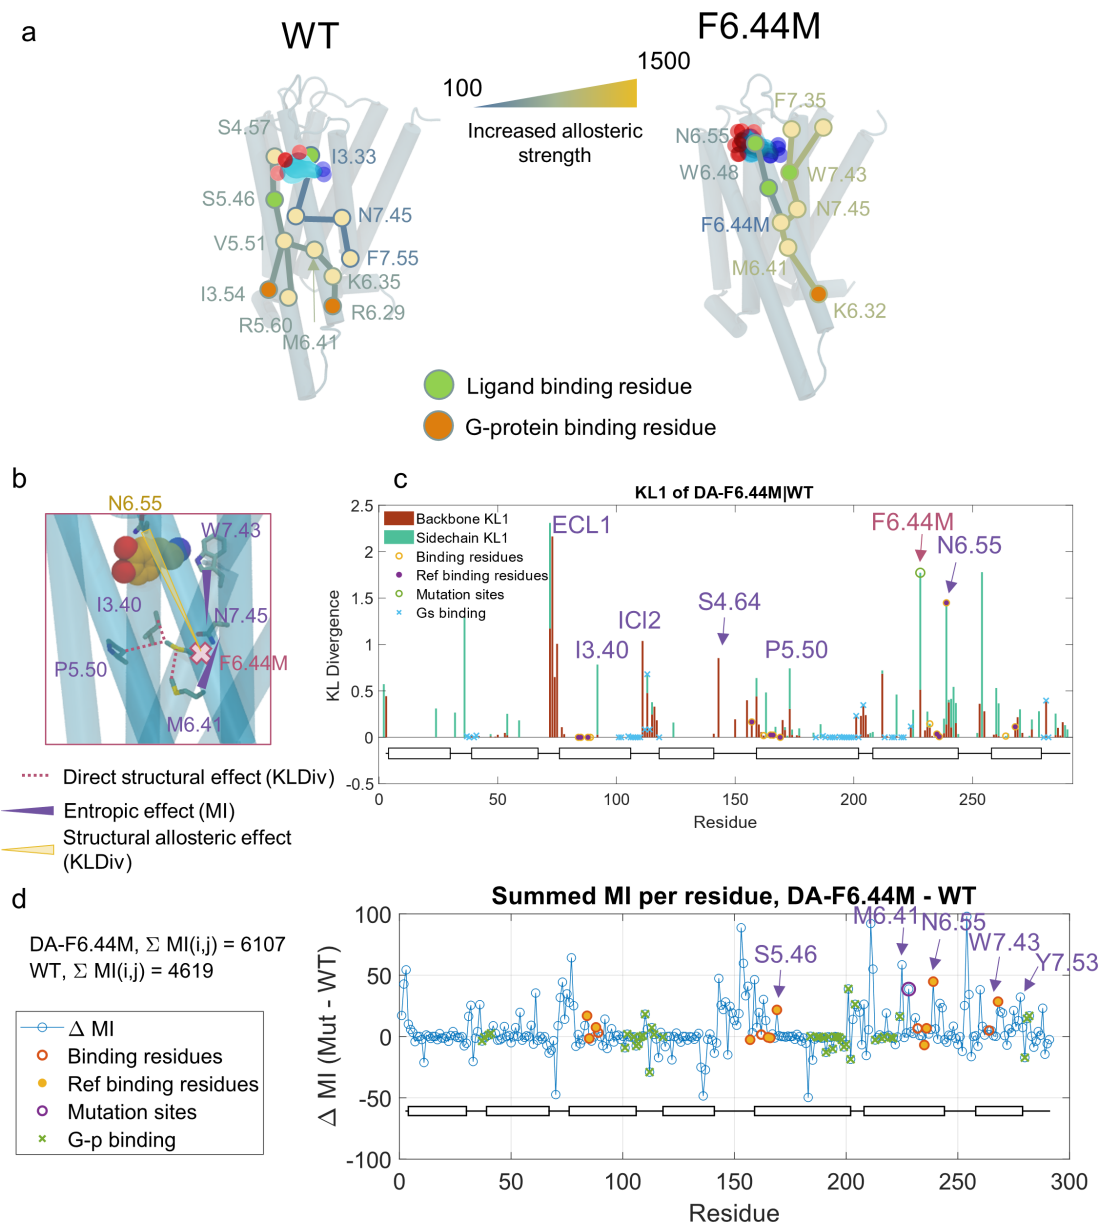 a
WT
F6.44M
100
1500
Increased allosteric
strength
S4.57
I3.33
S5.46
N7.45
V5.51
F7.55
K6.35
I3.54
R6.29
R5.60
M6.41
F7.35
N6.55
W6.48
W7.43
N7.45
F6.44M
M6.41
K6.32
Ligand binding residue
G-protein binding residue
b
N6.55
W7.43
I3.40
N7.45
P5.50
F6.44M
M6.41
Direct structural effect (KLDiv)
Entropic effect (MI)
Structural allosteric effect
(KLDiv)
c
KL1 of DA-F6.44M|WT
2.5
2
1.5
1
0.5
0
-0.5
KL Divergence
Backbone KL1
Sidechain KL1
Binding residues
Ref binding residues
Mutation sites
Gs binding
ECL1
F6.44M
N6.55
ICl2
S4.64
I3.40
P5.50
0
50
100
150
200
250
Residue
d
DA-F6.44M, Σ MI(i,j) = 6107
WT, Σ MI(i,j) = 4619
Δ MI
Binding residues
Ref binding residues
Mutation sites
G-p binding
Summed MI per residue, DA-F6.44M - WT
100
50
0
-50
-100
Δ MI (Mut - WT)
M6.41
N6.55
S5.46
W7.43
Y7.53
0
50
100
150
200
250
300
Residue